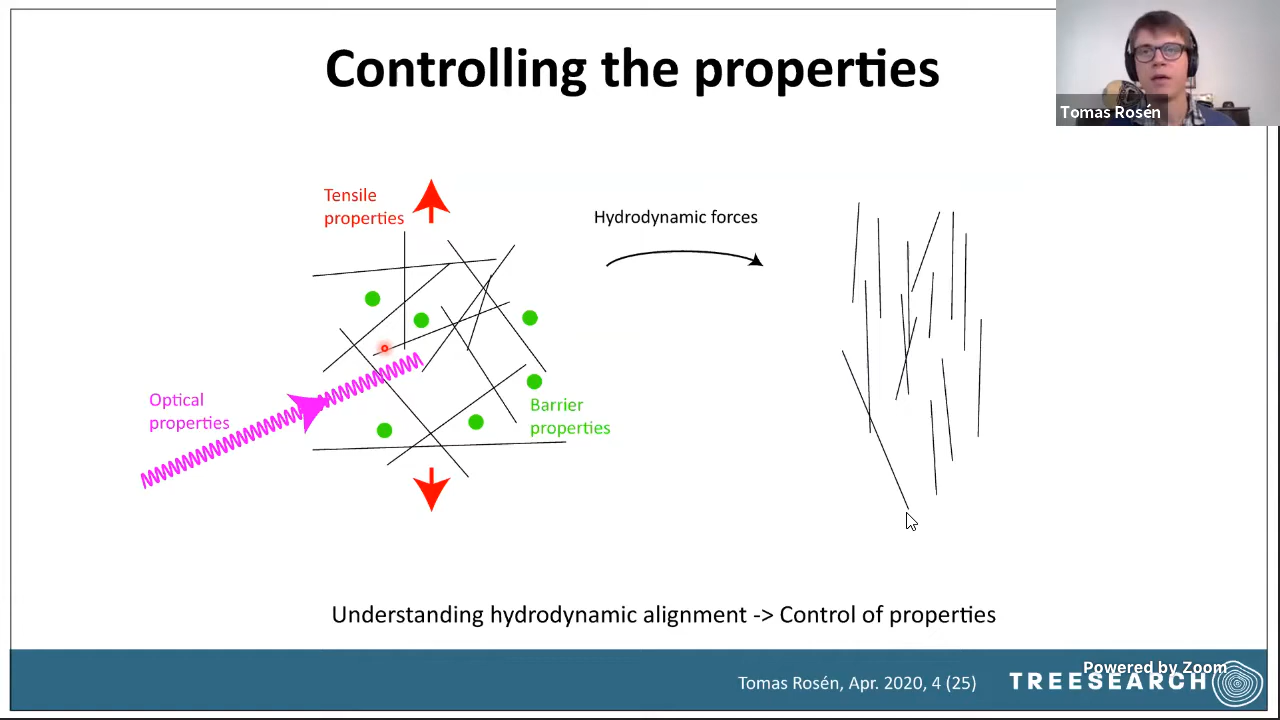 Controlling the properties
Tomas Rosén
Tensile
properties
Hydrodynamic forces
Optical
properties
Barrier
properties
Understanding hydrodynamic alignment -> Control of properties
Powered by Zoom
Tomas Rosén, Apr. 2020, 4 (25)
TREESEARCH